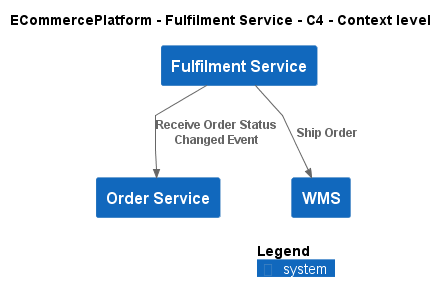 ECommercePlatform - Fulfilment Service - C4 - Context level
Fulfilment Service
Receive Order Status
Changed Event
Ship Order
Order Service
WMS
Legend
system